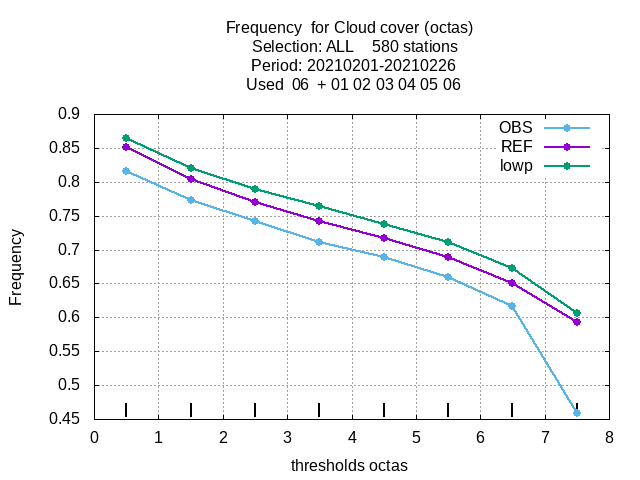 Frequency  for Cloud cover (octas)
Selection: ALL    580 stations
Period: 20210201-20210226
Used  06  + 01 02 03 04 05 06
OBS
REF
lowp
Frequency
0.9
0.85
0.8
0.75
0.7
0.65
0.6
0.55
0.5
0.45
0 1 2 3 4 5 6 7 8
thresholds octas